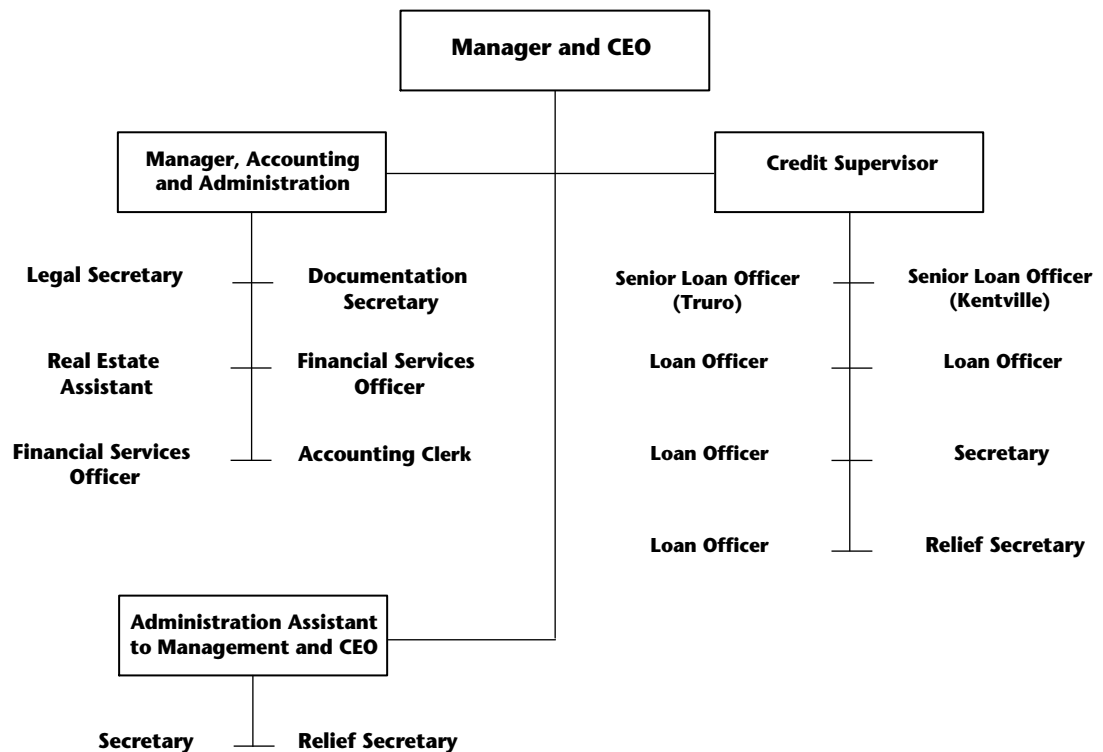 Manager and CEO
Manager, Accounting
and Administration
Credit Supervisor
Legal Secretary
Documentation
Secretary
Real Estate
Assistant
Financial Services
Officer
Financial Services
Officer
Accounting Clerk
Senior Loan Officer
(Truro)
Senior Loan Officer
(Kentville)
Loan Officer
Loan Officer
Loan Officer
Secretary
Loan Officer
Relief Secretary
Administration Assistant
to Management and CEO
Secretary
Relief Secretary